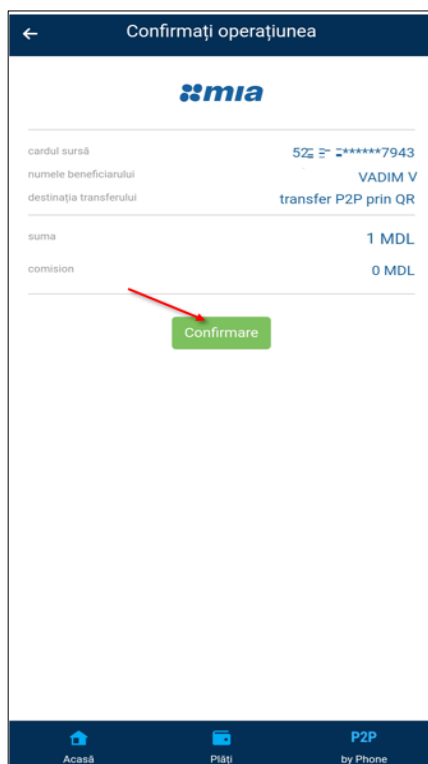 Confirmați operațiunea
mia
cardul sursă ******7943
numele beneficiarului VADIM V
destinația transferului transfer P2P prin QR
suma 1 MDL
comision 0 MDL
Confirmare
Acasă Plăți P2P by Phone